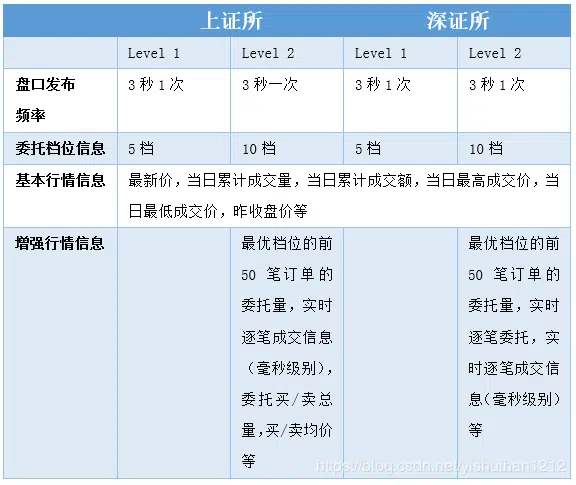 上证所 深证所
Level 1 Level 2 Level 1 Level 2
盘口发布 3秒1次 3秒一次 3秒1次 3秒1次
频率
委托档位信息 5档 10档 5档 10档
基本行情信息 最新价，当日累计成交量，当日累计成交额，当日最高成交价，当
日最低成交价，昨收盘价等
增强行情信息
最优档位的前
50 笔订单的
委托量，实时
逐笔成交信息
（毫秒级别），
委托买/卖总
量，买/卖均价
等
最优档位的前
50 笔订单的
委托量，实时
逐笔委托，实
时逐笔成交信
息（毫秒级别）
等
https://blog.csdn.net/yishuihan1212